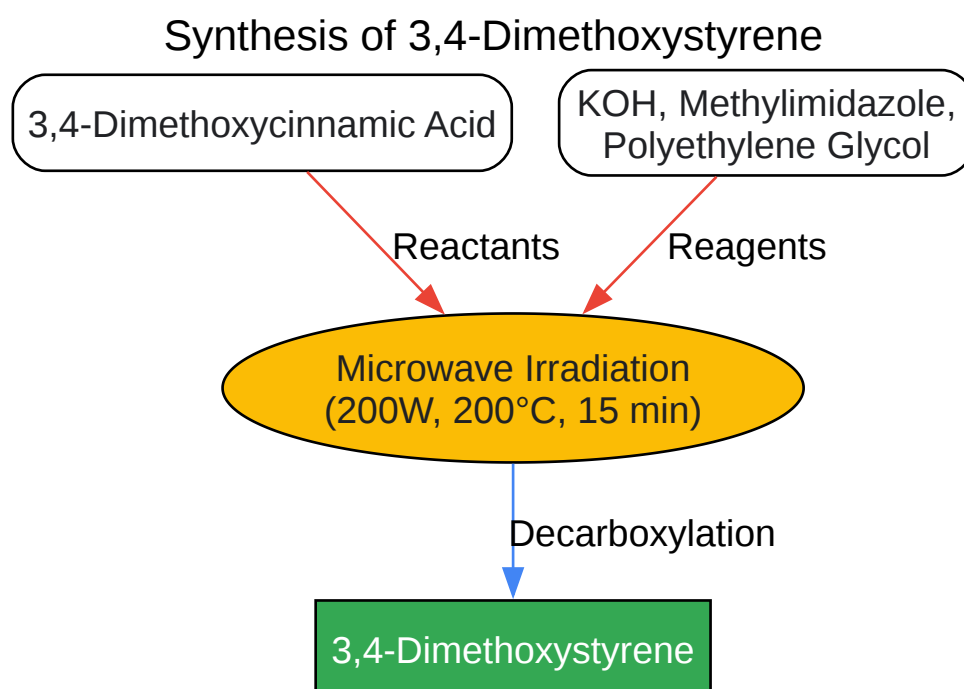 Synthesis of 3,4-Dimethoxystyrene
3,4-Dimethoxycinnamic Acid
KOH, Methylimidazole,
Polyethylene Glycol
Reactants
Reagents
Microwave Irradiation
(200W, 200°C, 15 min)
Decarboxylation
3,4-Dimethoxystyrene